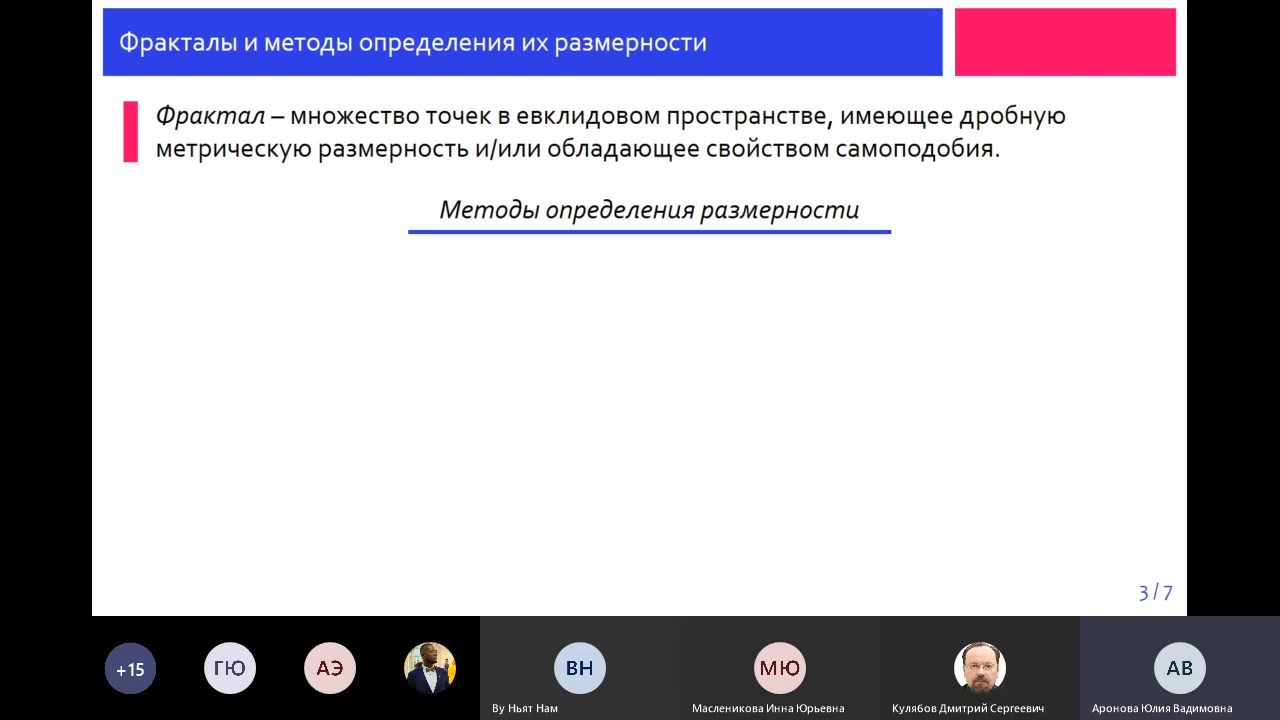 Фракталы и методы определения их размерности
Фрактал – множество точек в евклидовом пространстве, имеющее дробную
метрическую размерность и/или обладающее свойством самоподобия.
Методы определения размерности
3 / 7
+15
ГЮ
АЭ
ВН
МЮ
АВ
Ву Ньят Нам
Масленикова Инна Юрьевна
Кулябов Дмитрий Сергеевич
Аронова Юлия Вадимовна